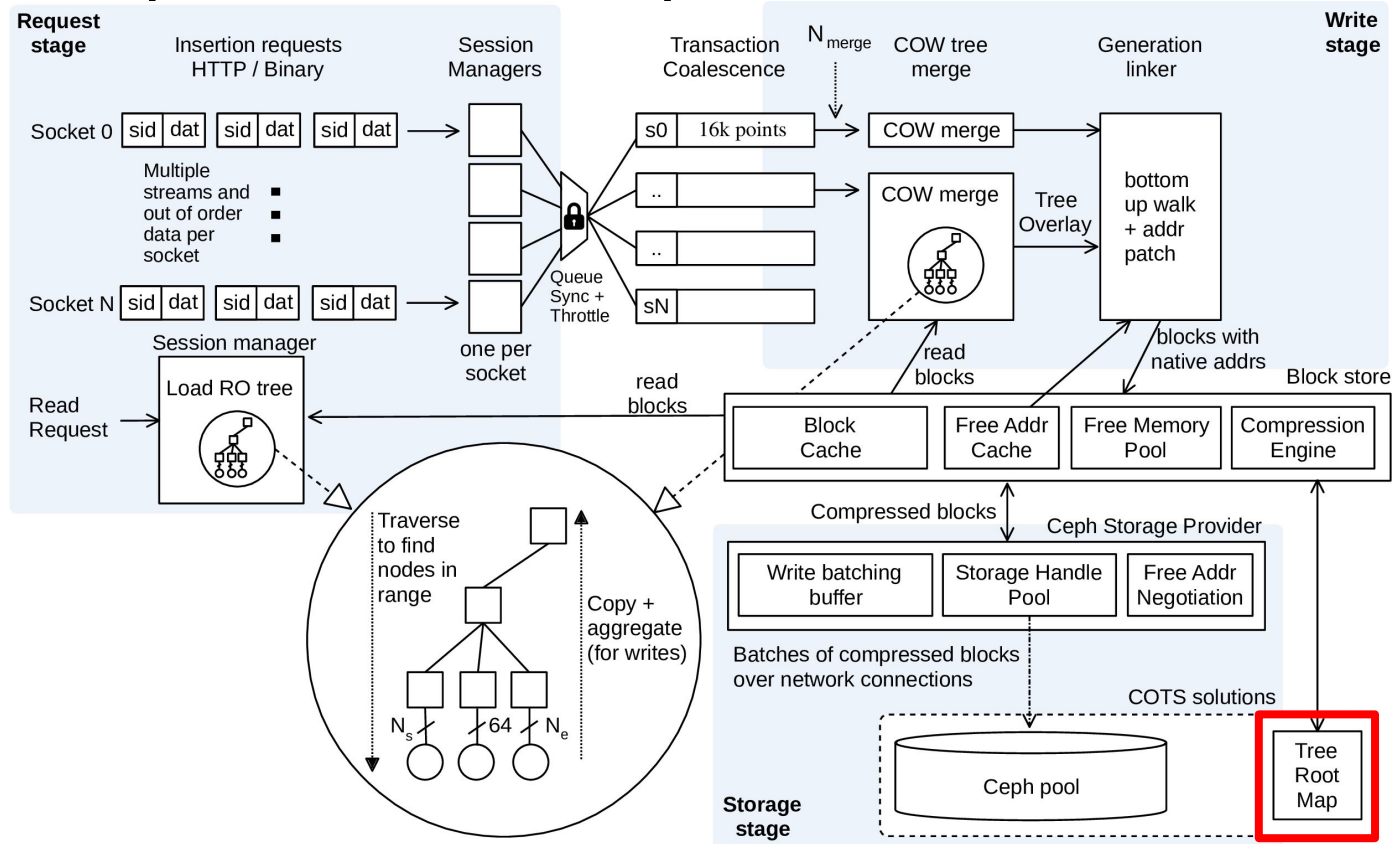 Request
stage
Insertion requests
HTTP / Binary
Session
Managers
Transaction
Coalescence
N merge
COW tree
merge
Generation
linker
Write
stage
Socket 0
sid dat
sid dat
sid dat
s0
16k points
COW merge
Multiple
streams and
out of order
data per
socket
..
COW merge
Tree
Overlay
bottom
up walk
+ addr
patch
..
Queue
Sync +
Throttle
Socket N
sid dat
sid dat
sid dat
sN
Session manager
one per
socket
read
blocks
blocks with
native addrs
Block store
Load RO tree
Read
Request
read
blocks
Block
Cache
Free Addr
Cache
Free Memory
Pool
Compression
Engine
Compressed blocks
Ceph Storage Provider
Traverse
to find
nodes in
range
Copy +
aggregate
(for writes)
Write batching
buffer
Storage Handle
Pool
Free Addr
Negotiation
Batches of compressed blocks
over network connections
COTS solutions
Ns
64
Ne
Ceph pool
Tree
Root
Map
Storage
stage